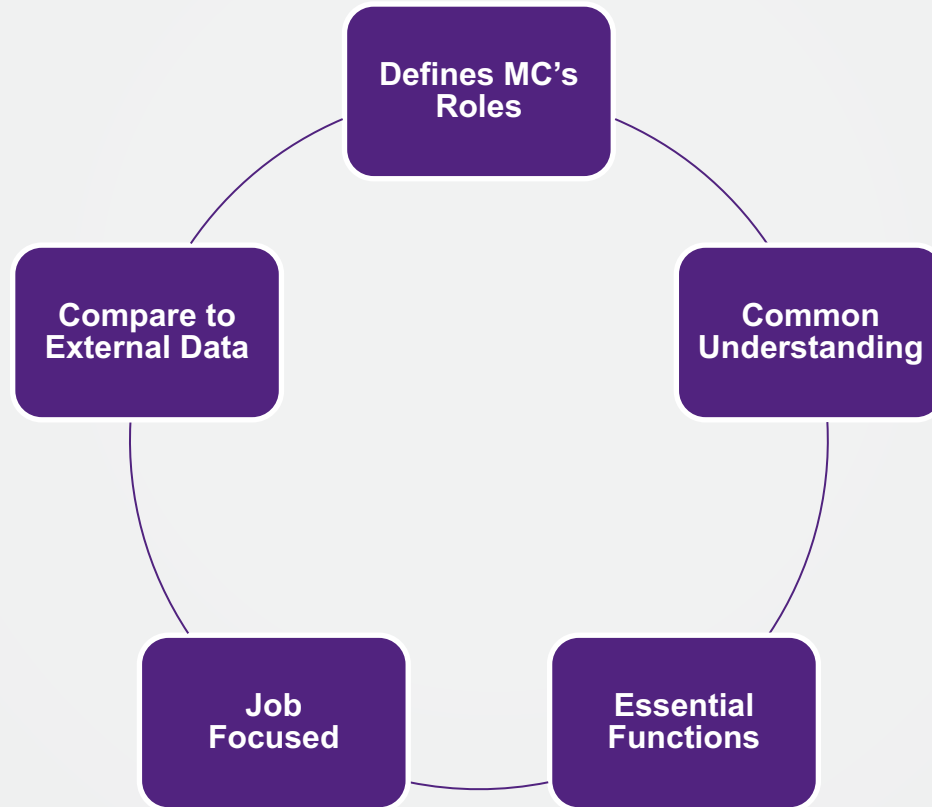 Defines MC’s
Roles
Common
Understanding
Essential
Functions
Job
Focused
Compare to
External Data